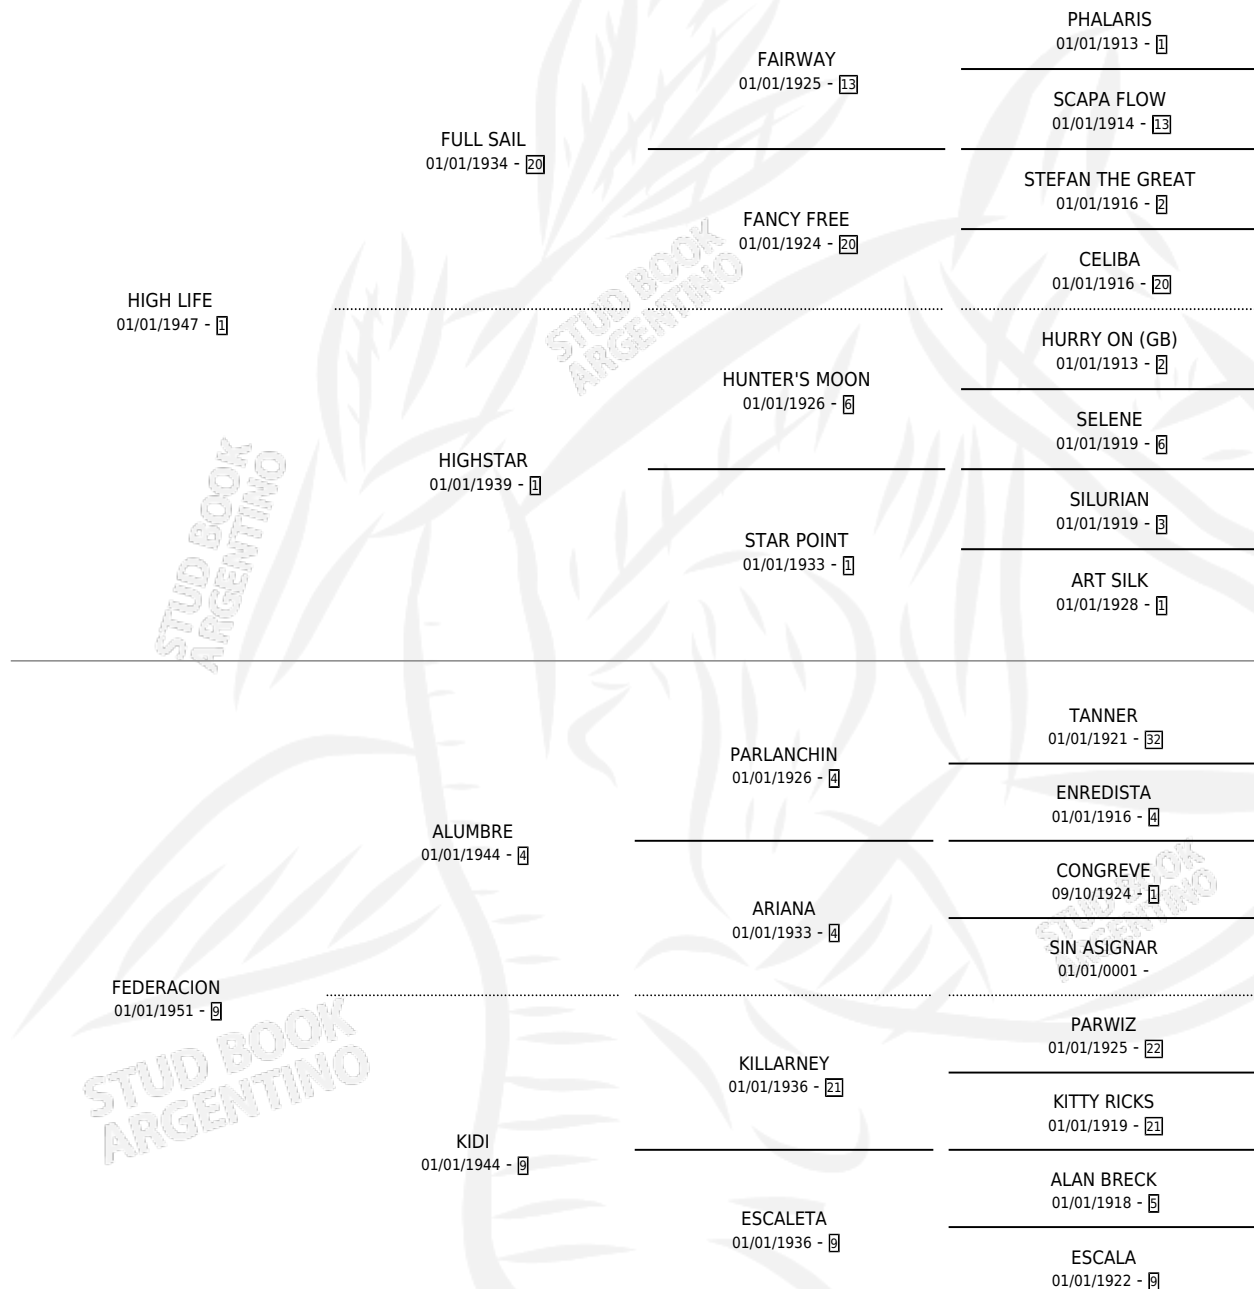 PHALARIS
01/01/1913 - 1
FAIRWAY
01/01/1925 - 13
SCAPA FLOW
01/01/1914 - 13
FULL SAIL
01/01/1934 - 20
STEFAN THE GREAT
01/01/1916 - 2
FANCY FREE
01/01/1924 - 20
CELIBA
01/01/1916 - 20
HIGH LIFE
01/01/1947 - 1
STUD BOOK
ARGENTINO
HURRY ON (GB)
01/01/1913 - 2
HUNTER'S MOON
01/01/1926 - 6
SELENE
01/01/1919 - 6
HIGHSTAR
01/01/1939 - 1
SILURIAN
01/01/1919 - 3
STAR POINT
01/01/1933 - 1
ART SILK
01/01/1928 - 1
STUD BOOK
ARGENTINO
TANNER
01/01/1921 - 32
PARLANCHIN
01/01/1926 - 4
ENREDISTA
01/01/1916 - 4
ALUMBRE
01/01/1944 - 4
CONGREVE
09/10/1924 - 1
ARIANA
01/01/1933 - 4
STUD BOOK
ARGENTINO
SIN ASIGNAR
01/01/0001 -
FEDERACION
01/01/1951 - 9
STUD BOOK
ARGENTINO
PARWIZ
01/01/1925 - 22
KILLARNEY
01/01/1936 - 21
KITTY RICKS
01/01/1919 - 21
KIDI
01/01/1944 - 9
ALAN BRECK
01/01/1918 - 5
ESCALETA
01/01/1936 - 9
ESCALA
01/01/1922 - 9